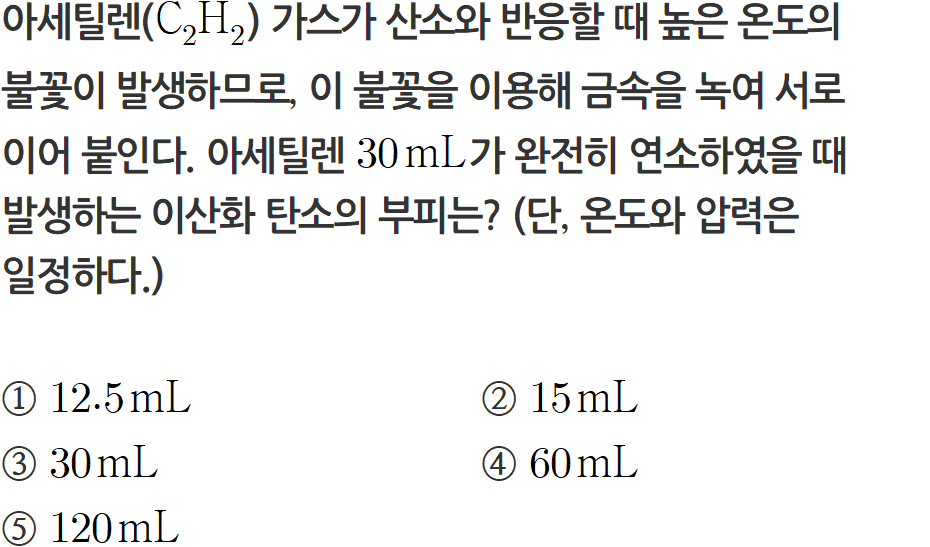 아세틸렌(C₂H₂) 가스가 산소와 반응할 때 높은 온도의
불꽃이 발생하므로, 이 불꽃을 이용해 금속을 녹여 서로
이어 붙인다. 아세틸렌 30 mL가 완전히 연소하였을 때
발생하는 이산화 탄소의 부피는? (단, 온도와 압력은
일정하다.)
① 12.5 mL ② 15 mL
③ 30 mL ④ 60 mL
⑤ 120 mL